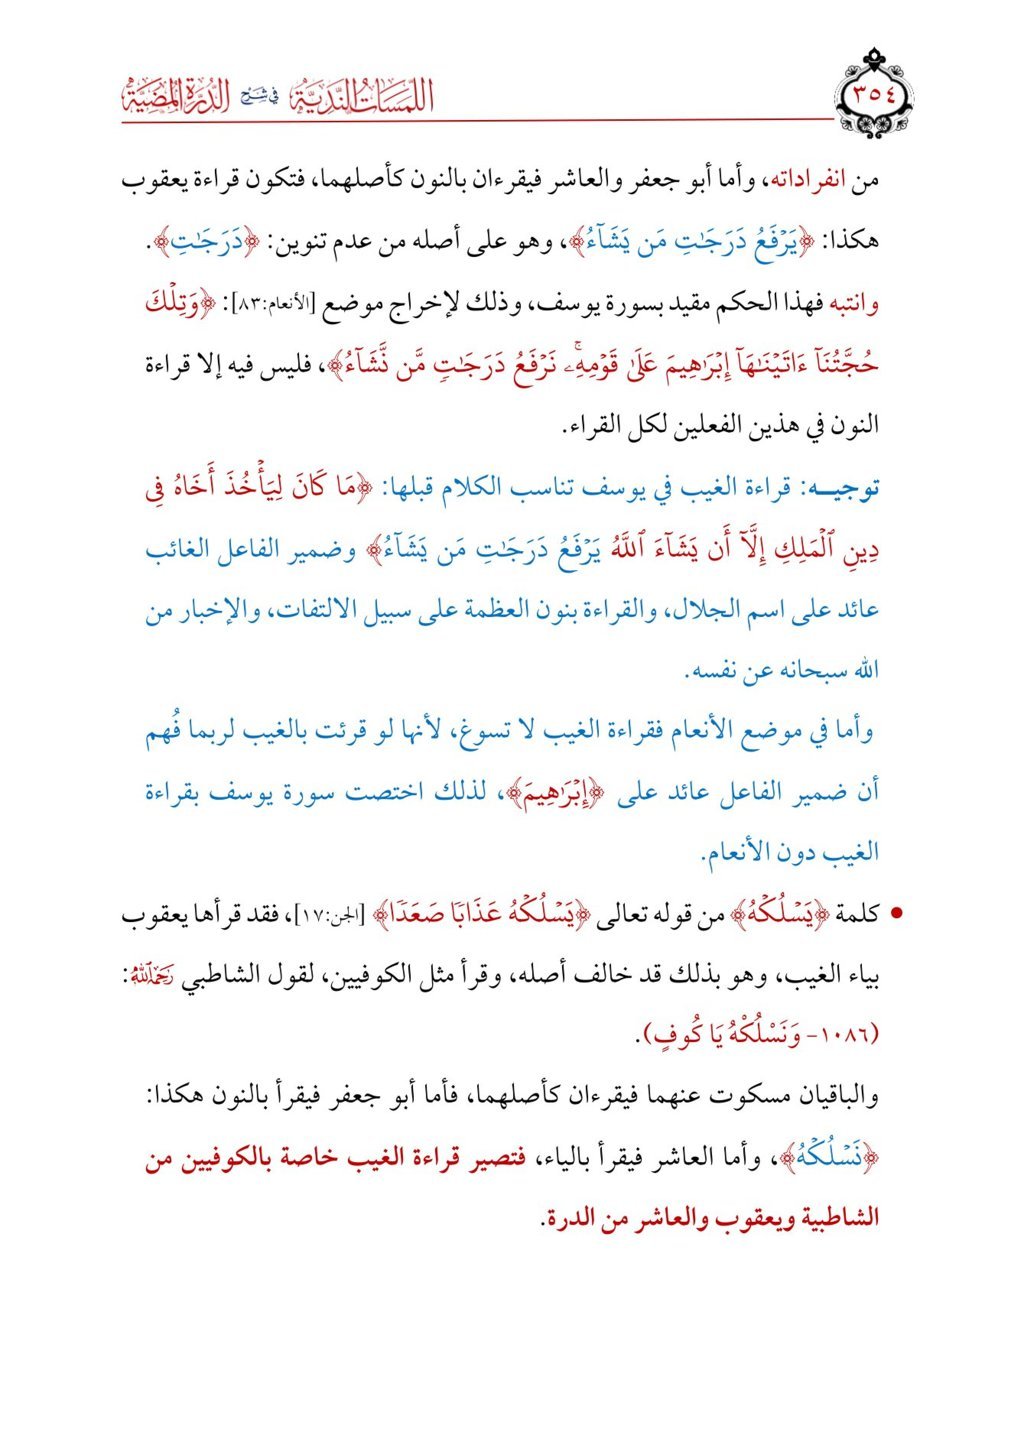 ٣٥٤
اللمسات الندية في شرح الدرة المضية
من انفراداته، وأما أبو جعفر والعاشر فيقرءان بالنون كأصلهما، فتكون قراءة يعقوب
هكذا: ﴿يَرۡفَعُ دَرَجَٰتِ مَن يَشَآءُ﴾، وهو على أصله من عدم تنوين: ﴿دَرَجَٰتِ﴾.
وانتبه فهذا الحكم مقيد بسورة يوسف، وذلك لإخراج موضع [الأنعام:٨٣]: ﴿وَتِلۡكَ
حُجَّتُنَآ ءَاتَيۡنَٰهَآ إِبۡرَٰهِيمَ عَلَىٰ قَوۡمِهِۦۚ نَرۡفَعُ دَرَجَٰتٖ مَّن نَّشَآءُ﴾، فليس فيه إلا قراءة
النون في هذين الفعلين لكل القراء.
توجيـــه: قراءة الغيب في يوسف تناسب الكلام قبلها: ﴿مَا كَانَ لِيَأۡخُذَ أَخَاهُ فِي
دِينِ ٱلۡمَلِكِ إِلَّآ أَن يَشَآءَ ٱللَّهُ يَرۡفَعُ دَرَجَٰتِ مَن يَشَآءُ﴾ وضمير الفاعل الغائب
عائد على اسم الجلال، والقراءة بنون العظمة على سبيل الالتفات، والإخبار من
الله سبحانه عن نفسه.
وأما في موضع الأنعام فقراءة الغيب لا تسوغ، لأنها لو قرئت بالغيب لربما فُهم
أن ضمير الفاعل عائد على ﴿إِبۡرَٰهِيمَ﴾، لذلك اختصت سورة يوسف بقراءة
الغيب دون الأنعام.
• كلمة ﴿يَسۡلُكۡهُ﴾ من قوله تعالى ﴿يَسۡلُكۡهُ عَذَابٗا صَعَدٗا﴾ [الجن:١٧]، فقد قرأها يعقوب
بياء الغيب، وهو بذلك قد خالف أصله، وقرأ مثل الكوفيين، لقول الشاطبي رَحِمَهُ ٱللَّهُ:
(١٠٨٦- وَنَسْلُكْهُ يَا كُوفٍ).
والباقيان مسكوت عنهما فيقرءان كأصلهما، فأما أبو جعفر فيقرأ بالنون هكذا:
﴿نَسۡلُكۡهُ﴾، وأما العاشر فيقرأ بالياء، فتصير قراءة الغيب خاصة بالكوفيين من
الشاطبية ويعقوب والعاشر من الدرة.